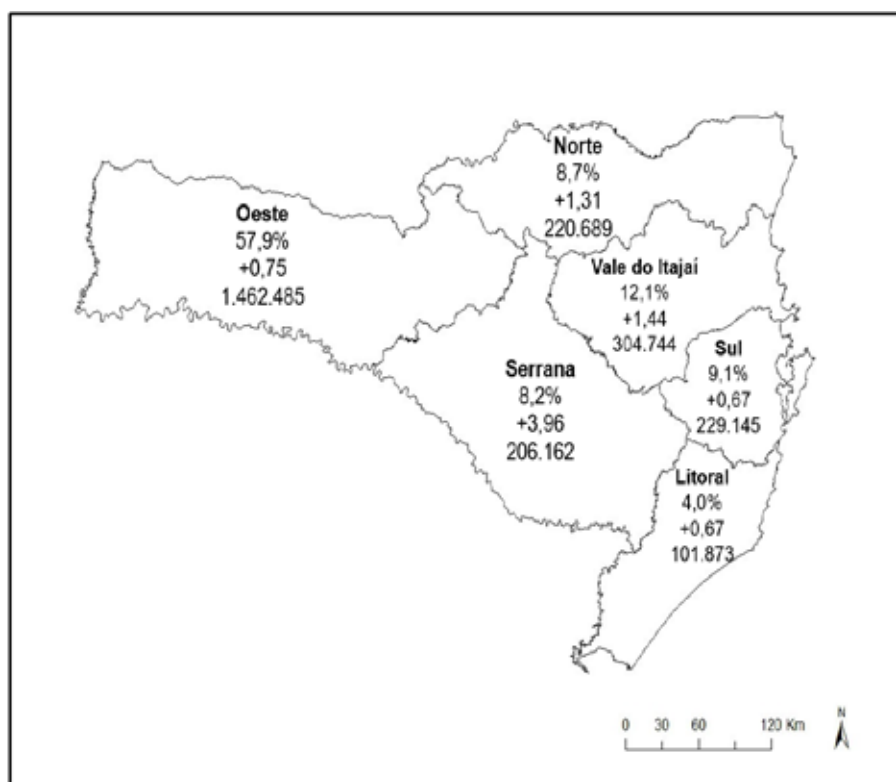 Norte
8,7%
+1,31
220.689
Oeste
57,9%
+0,75
1.462.485
Vale do Itajaí
12,1%
+1,44
304.744
Sul
9,1%
+0,67
229.145
Serrana
8,2%
+3,96
206.162
Litoral
4,0%
+0,67
101.873
0 30 60 120 Km
N